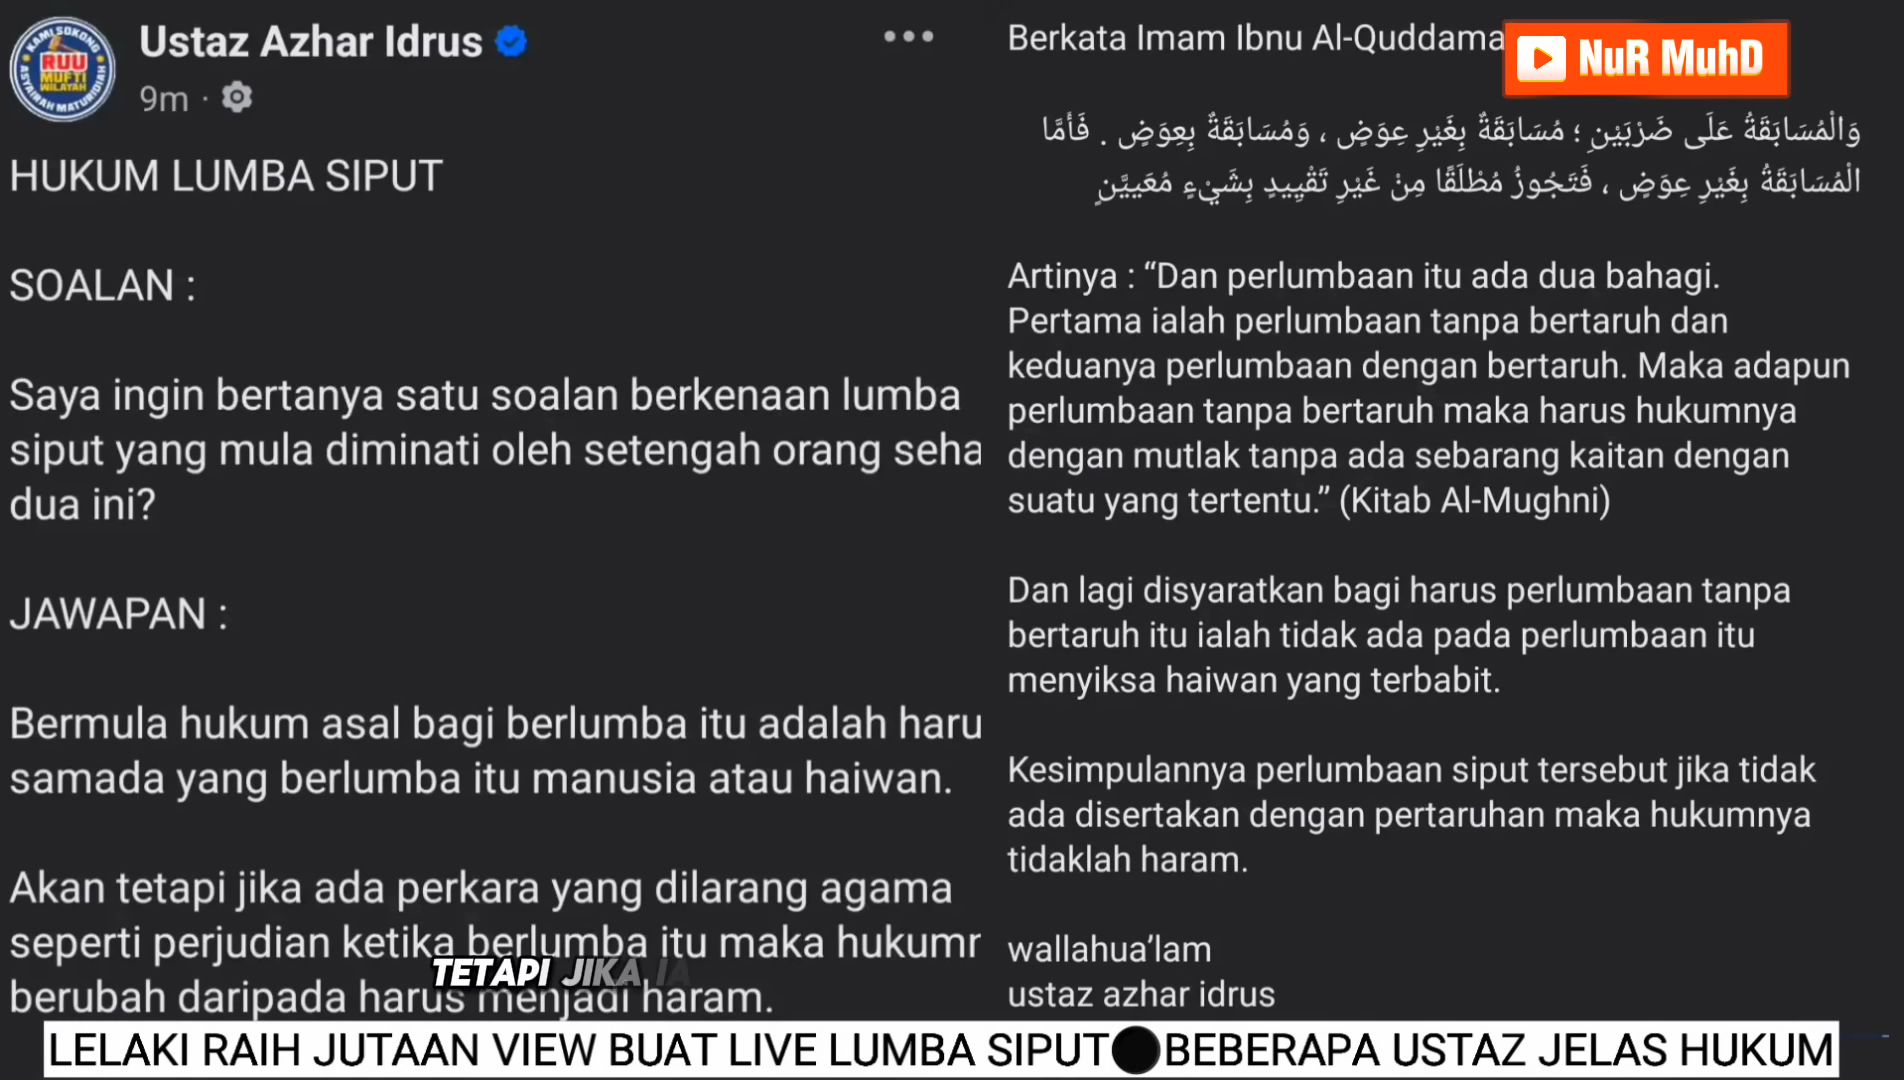 KAMI SOKONG
RUU
MUFTI
WILAYAH
ASYAIRAH MATURIDIAH
Ustaz Azhar Idrus
9m ·
HUKUM LUMBA SIPUT
SOALAN :
Saya ingin bertanya satu soalan berkenaan lumba
siput yang mula diminati oleh setengah orang seha
dua ini?
JAWAPAN :
Bermula hukum asal bagi berlumba itu adalah haru
samada yang berlumba itu manusia atau haiwan.
Akan tetapi jika ada perkara yang dilarang agama
seperti perjudian ketika berlumba itu maka hukumr
berubah daripada harus menjadi haram.
TETAPI JIKA IA
Berkata Imam Ibnu Al-Quddama
NuR MuhD
وَالْمُسَابَقَةُ عَلَى ضَرْبَيْنِ ؛ مُسَابَقَةٌ بِغَيْرِ عِوَضٍ ، وَمُسَابَقَةٌ بِعِوَضٍ . فَأَمَّا
الْمُسَابَقَةُ بِغَيْرِ عِوَضٍ ، فَتَجُوزُ مُطْلَقًا مِنْ غَيْرِ تَقْيِيدٍ بِشَيْءٍ مُعَيَّنٍ
Artinya : “Dan perlumbaan itu ada dua bahagi.
Pertama ialah perlumbaan tanpa bertaruh dan
keduanya perlumbaan dengan bertaruh. Maka adapun
perlumbaan tanpa bertaruh maka harus hukumnya
dengan mutlak tanpa ada sebarang kaitan dengan
suatu yang tertentu.” (Kitab Al-Mughni)
Dan lagi disyaratkan bagi harus perlumbaan tanpa
bertaruh itu ialah tidak ada pada perlumbaan itu
menyiksa haiwan yang terbabit.
Kesimpulannya perlumbaan siput tersebut jika tidak
ada disertakan dengan pertaruhan maka hukumnya
tidaklah haram.
wallahua’lam
ustaz azhar idrus
LELAKI RAIH JUTAAN VIEW BUAT LIVE LUMBA SIPUT⚫BEBERAPA USTAZ JELAS HUKUM